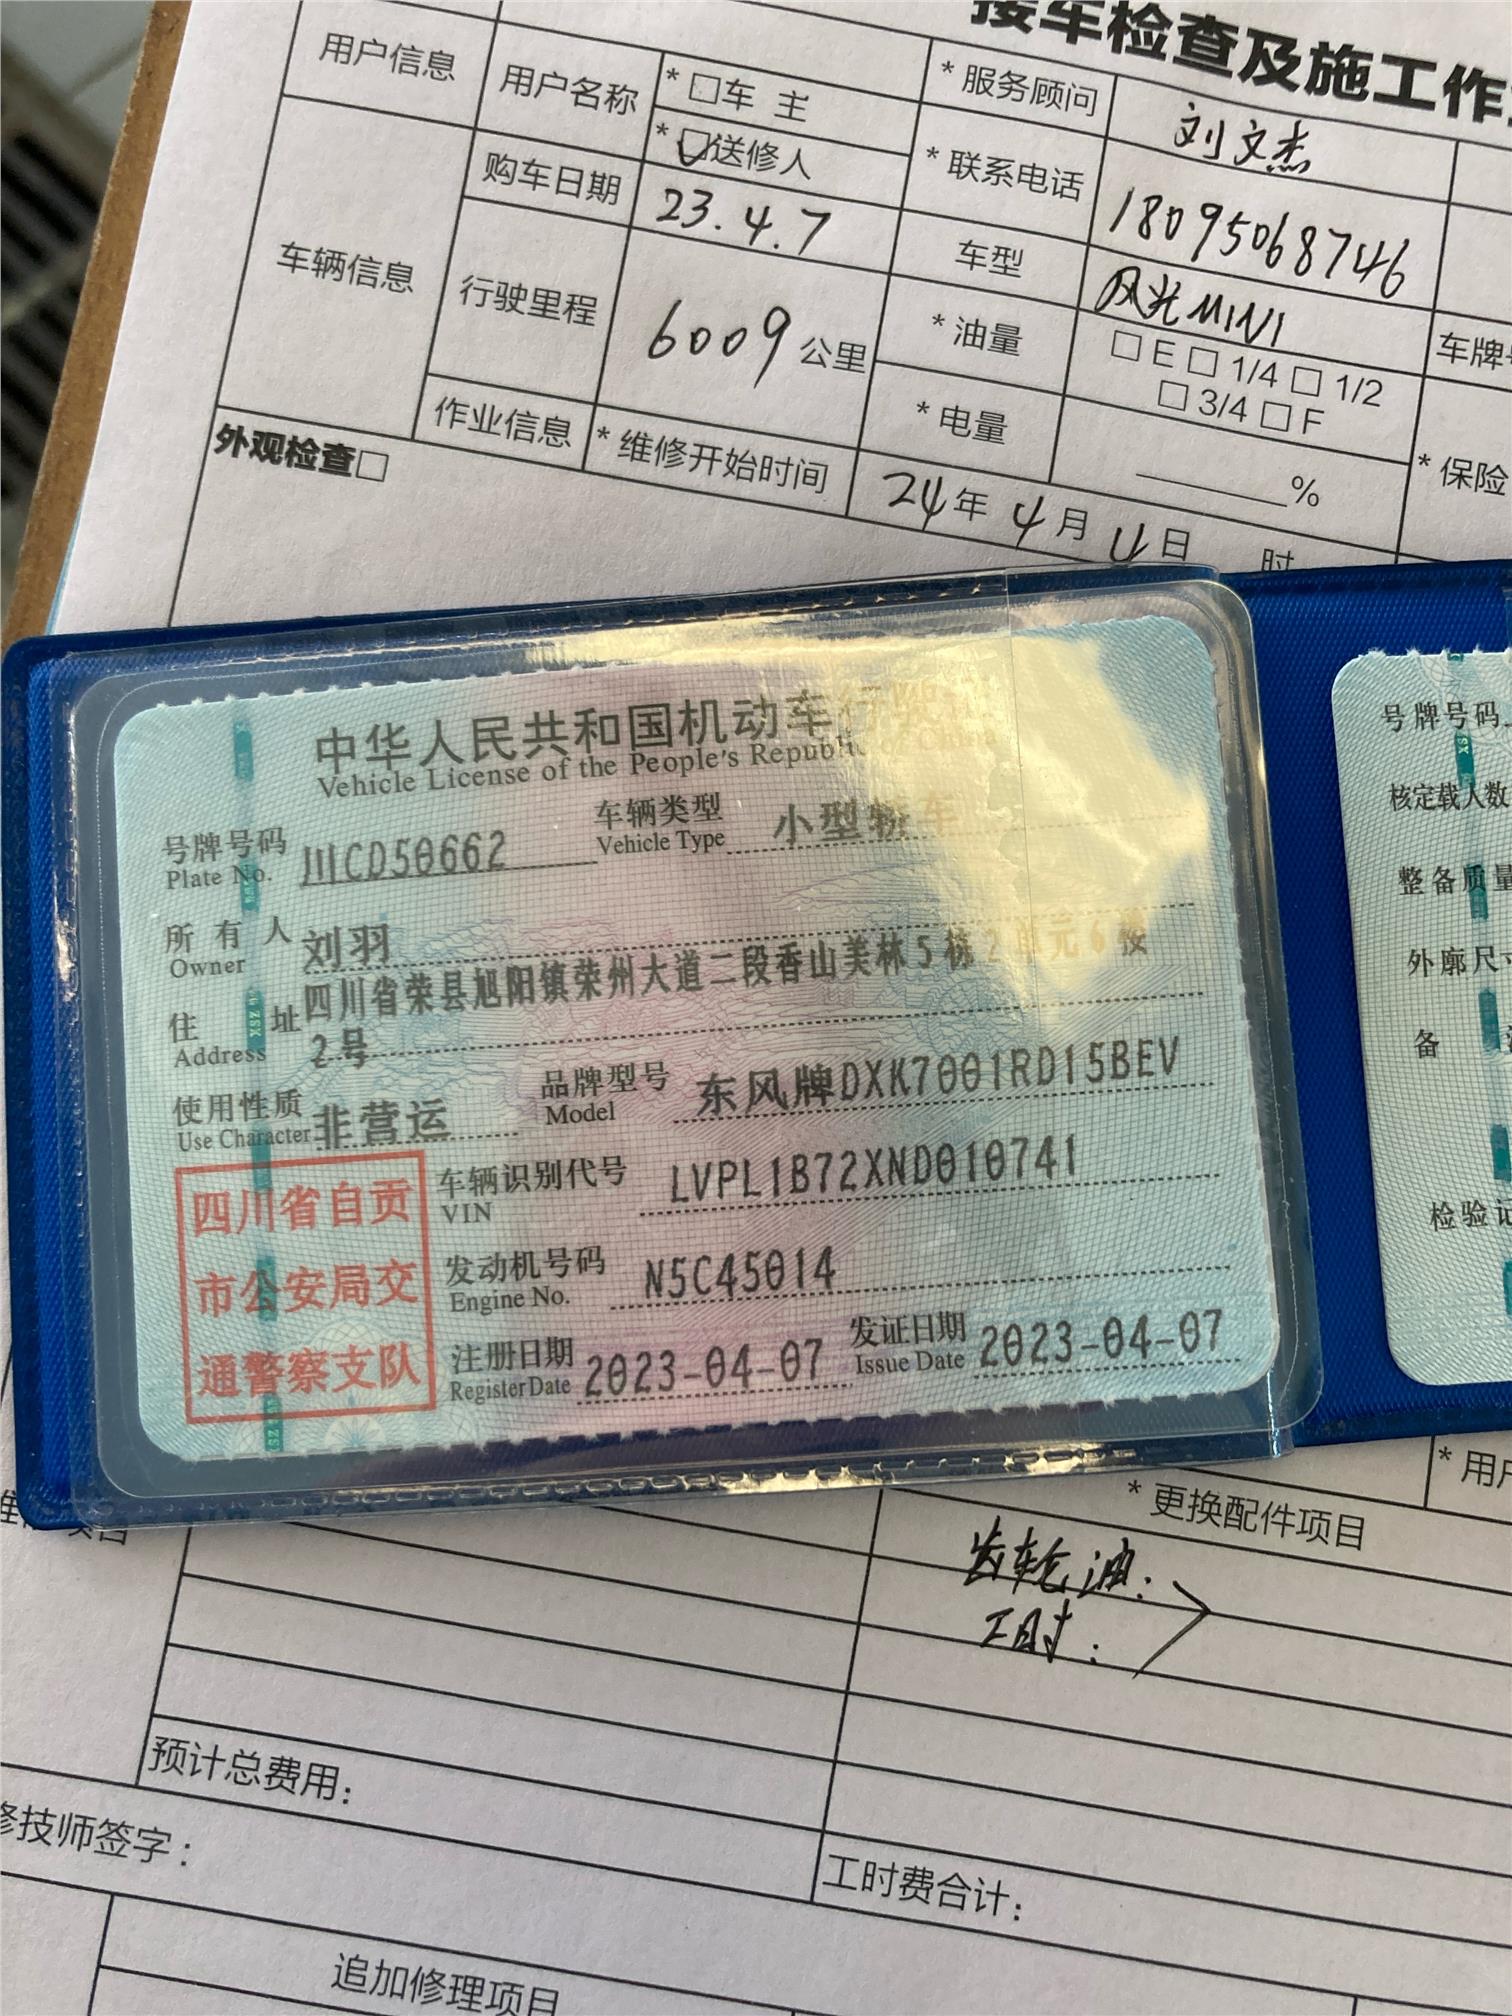 接车检查及施工作
用户信息 用户名称 * □车 主 * 服务顾问 刘文杰
* □送修人 * 联系电话 18095068746
车辆信息 购车日期 23.4.7 车型 风光MINI
行驶里程 6009 公里 * 油量 □ E □ 1/4 □ 1/2 车牌号
□ 3/4 □ F
* 电量 % * 保险
作业信息 * 维修开始时间 24 年 4 月 日 时
外观检查□
中华人民共和国机动车行驶证
Vehicle License of the People's Republic of China
号牌号码 川CD50662 车辆类型 小型轿车
Plate No. Vehicle Type
所有人 刘羽
Owner
住址 四川省荣县旭阳镇荣州大道二段香山美林5栋2单元6楼
Address 2号
使用性质 非营运 品牌型号 东风牌DXK7001RD15BEV
Use Character Model
四川省自贡
市公安局交
通警察支队
车辆识别代号 LVPL1B72XND010741
VIN
发动机号码 N5C45014
Engine No.
注册日期 2023-04-07 发证日期 2023-04-07
Register Date Issue Date
号牌号码
核定载人数
整备质量
外廓尺寸
备
检验记
* 用户
* 更换配件项目
项目
齿轮油:
工时:
预计总费用:
修技师签字:
工时费合计:
追加修理项目